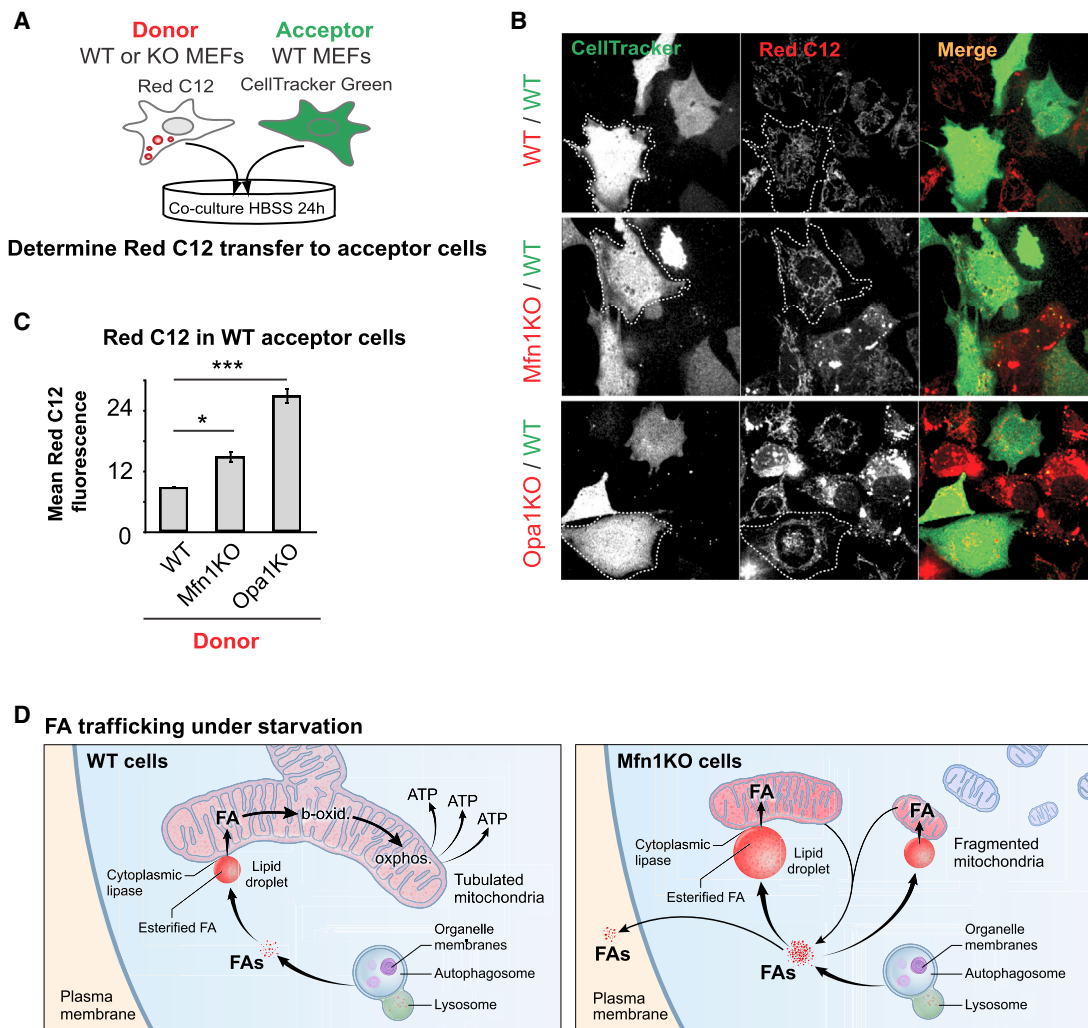 A
Donor
WT or KO MEFs
Red C12
Acceptor
WT MEFs
CellTracker Green
Co-culture HBSS 24h
Determine Red C12 transfer to acceptor cells
B
CellTracker
Red C12
Merge
WT / WT
Mfn1KO / WT
Opa1KO / WT
C
Red C12 in WT acceptor cells
Mean Red C12
fluorescence
24
12
0
***
*
WT
Mfn1KO
Opa1KO
Donor
D
FA trafficking under starvation
WT cells
FA
b-oxid.
oxphos.
ATP
ATP
ATP
Cytoplasmic
lipase
Lipid
droplet
Esterified FA
Tubulated
mitochondria
FAs
Organelle
membranes
Autophagosome
Lysosome
Plasma
membrane
Mfn1KO cells
FA
FA
Cytoplasmic
lipase
Lipid
droplet
Esterified FA
Fragmented
mitochondria
FAs
FAs
Organelle
membranes
Autophagosome
Lysosome
Plasma
membrane